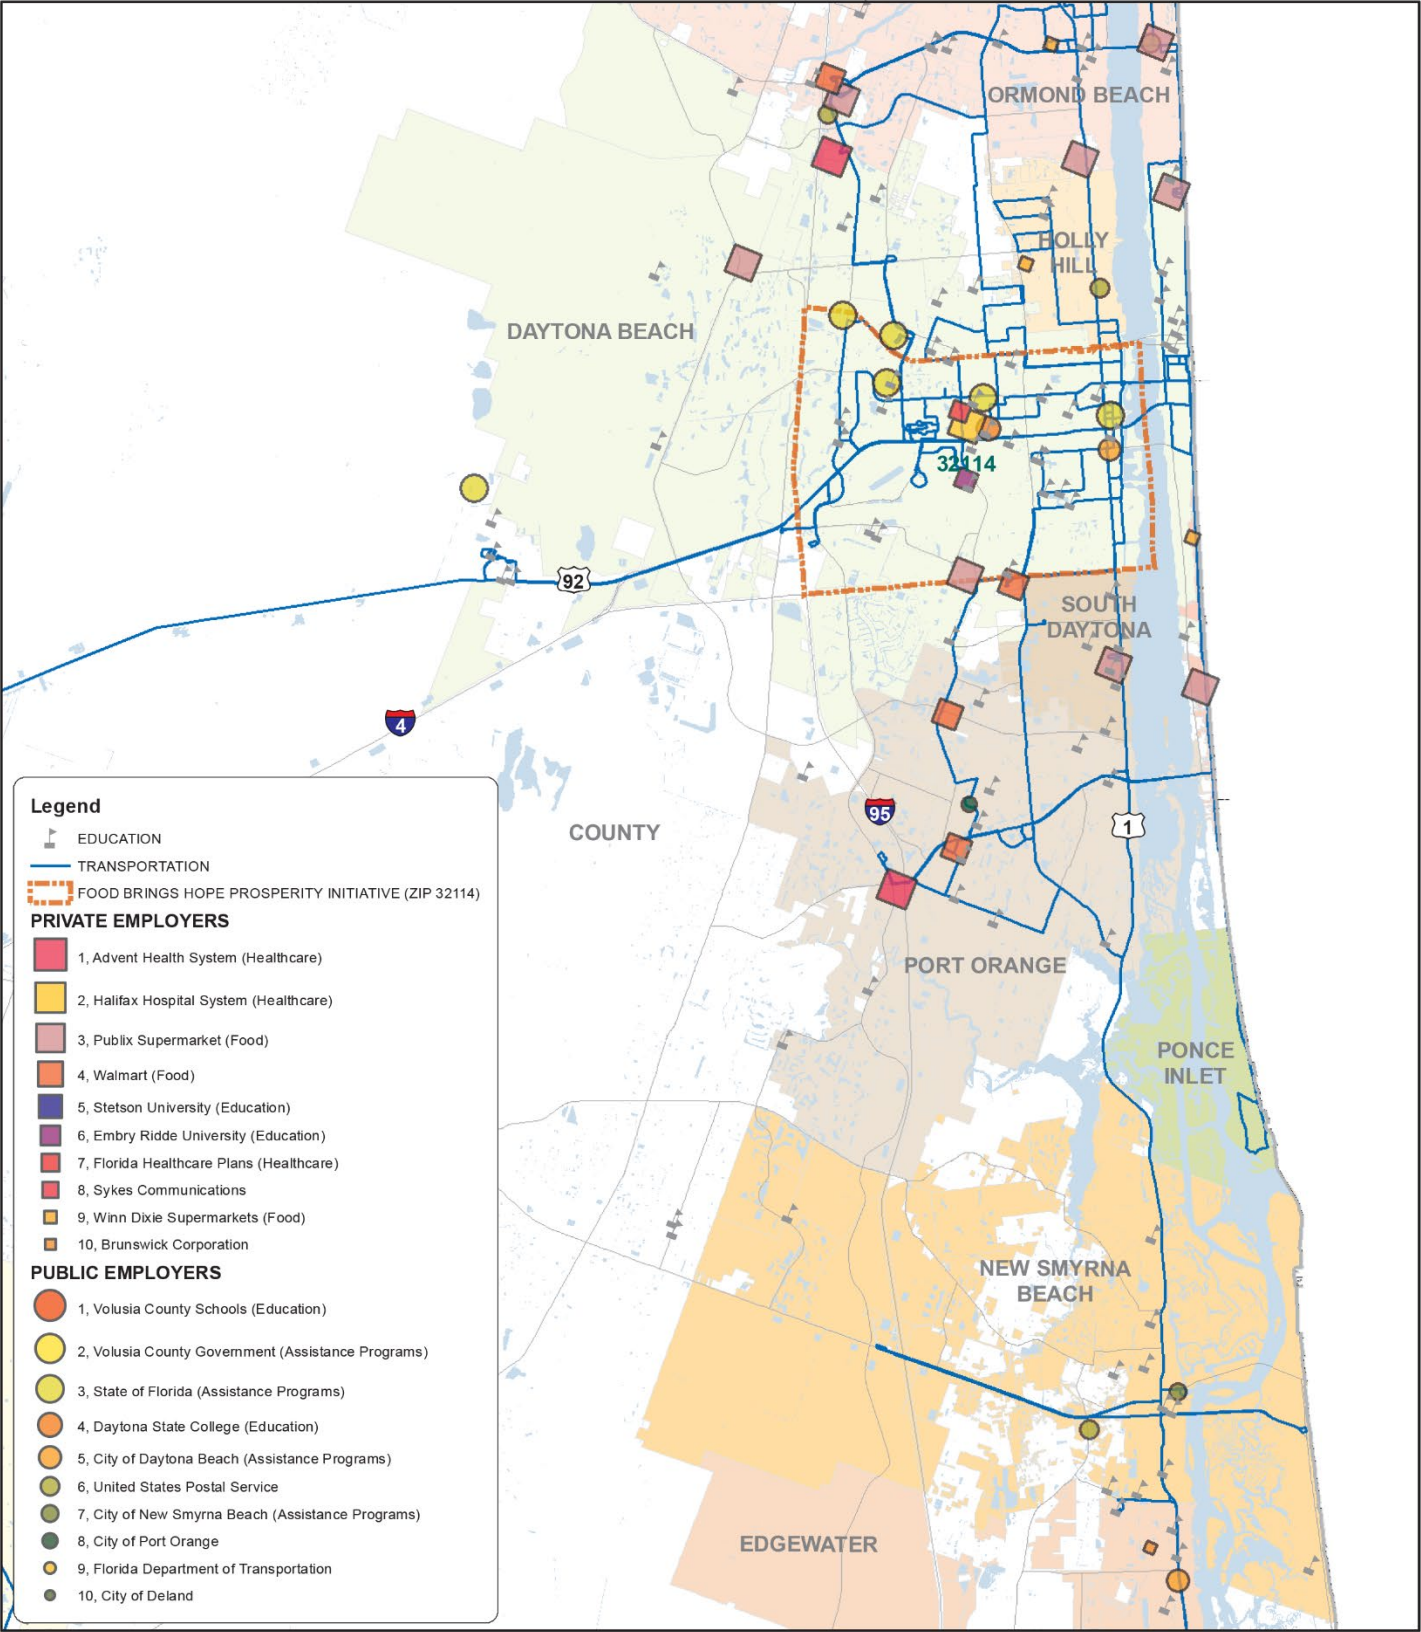 ORMOND BEACH
HOLLY
HILL
DAYTONA BEACH
32114
92
SOUTH
DAYTONA
4
95
1
COUNTY
PORT ORANGE
PONCE
INLET
NEW SMYRNA
BEACH
EDGEWATER
Legend
EDUCATION
TRANSPORTATION
FOOD BRINGS HOPE PROSPERITY INITIATIVE (ZIP 32114)
PRIVATE EMPLOYERS
1, Advent Health System (Healthcare)
2, Halifax Hospital System (Healthcare)
3, Publix Supermarket (Food)
4, Walmart (Food)
5, Stetson University (Education)
6, Embry Ridde University (Education)
7, Florida Healthcare Plans (Healthcare)
8, Sykes Communications
9, Winn Dixie Supermarkets (Food)
10, Brunswick Corporation
PUBLIC EMPLOYERS
1, Volusia County Schools (Education)
2, Volusia County Government (Assistance Programs)
3, State of Florida (Assistance Programs)
4, Daytona State College (Education)
5, City of Daytona Beach (Assistance Programs)
6, United States Postal Service
7, City of New Smyrna Beach (Assistance Programs)
8, City of Port Orange
9, Florida Department of Transportation
10, City of Deland